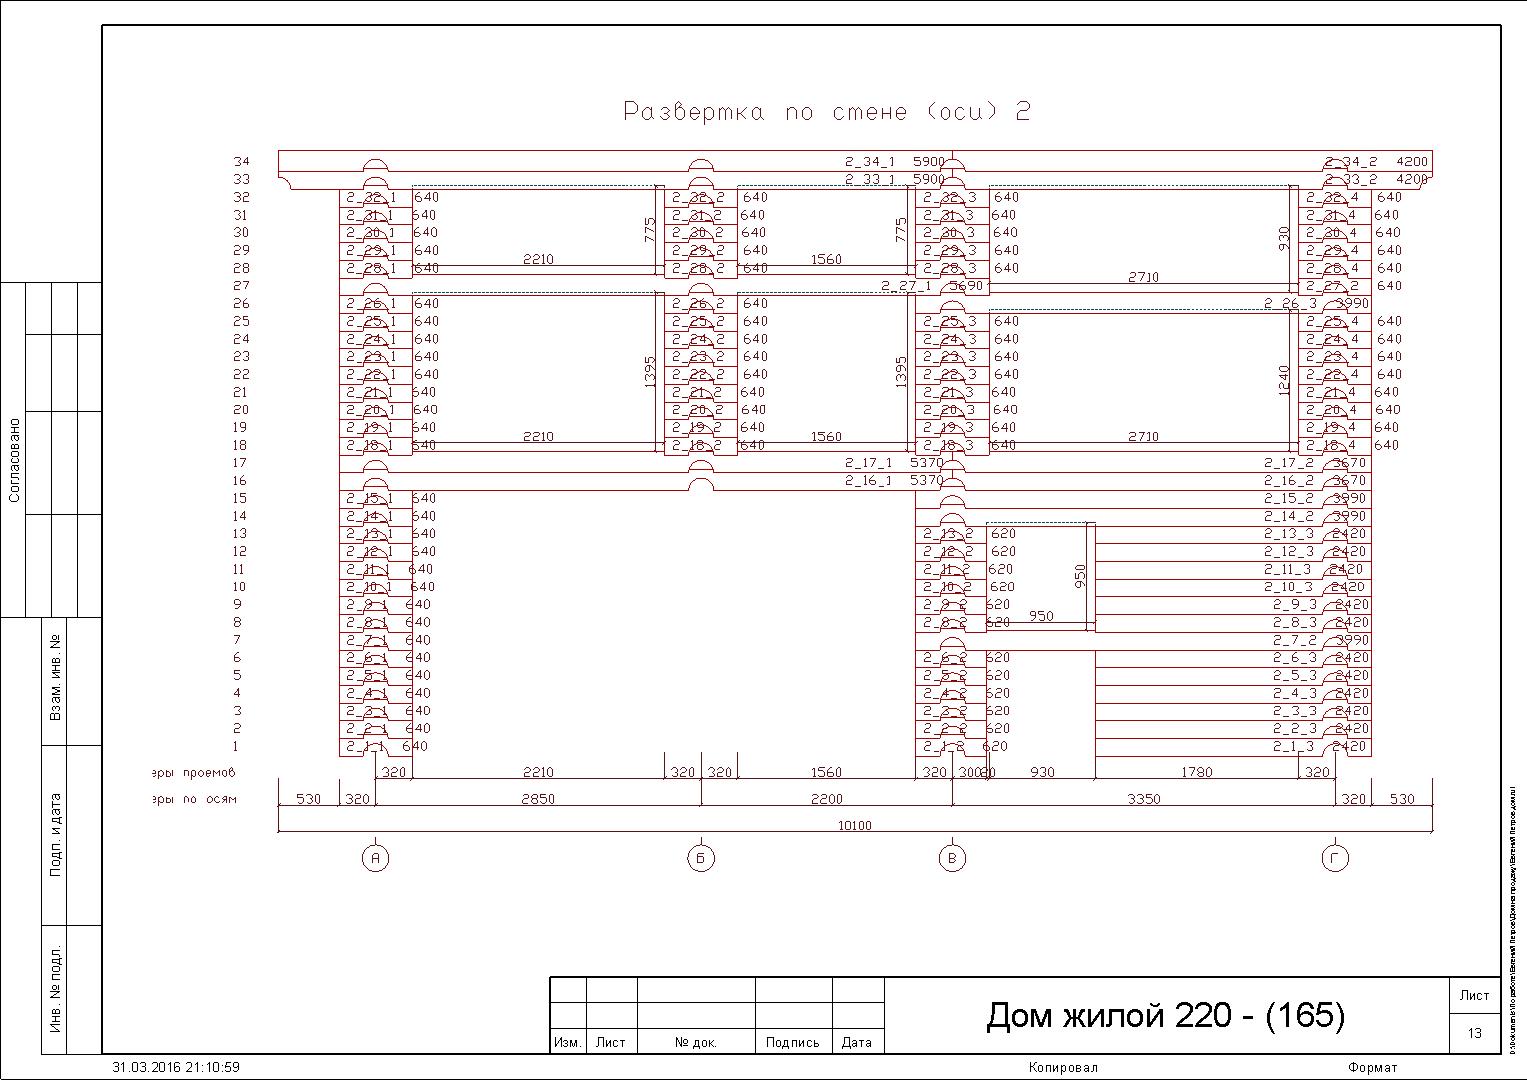 Развертка по стене (оси) 2
34 2_34_1 5900 2_34_2 4200
33 2_33_1 5900 2_33_2 4200
32 2_32_1 640 2_32_2 640 2_32_3 640 2_32_4 640
31 2_31_1 640 2_31_2 640 2_31_3 640 2_31_4 640
775 775 930
30 2_30_1 640 2_30_2 640 2_30_3 640 2_30_4 640
29 2_29_1 640 2_29_2 640 2_29_3 640 2_29_4 640
2210 1560
28 2_28_1 640 2_28_2 640 2_28_3 640 2_28_4 640
2710
27 2_27_1 5690 2_27_2 640
26 2_26_1 640 2_26_2 640 2_26_3 3990
25 2_25_1 640 2_25_2 640 2_25_3 640 2_25_4 640
24 2_24_1 640 2_24_2 640 2_24_3 640 2_24_4 640
23 2_23_1 640 2_23_2 640 2_23_3 640 2_23_4 640
1395 1395 1240
22 2_22_1 640 2_22_2 640 2_22_3 640 2_22_4 640
21 2_21_1 640 2_21_2 640 2_21_3 640 2_21_4 640
20 2_20_1 640 2_20_2 640 2_20_3 640 2_20_4 640
19 2_19_1 640 2_19_2 640 2_19_3 640 2_19_4 640
2210 1560 2710
18 2_18_1 640 2_18_2 640 2_18_3 640 2_18_4 640
17 2_17_1 5370 2_17_2 3670
16 2_16_1 5370 2_16_2 3670
15 2_15_1 640 2_15_2 3990
14 2_14_1 640 2_14_2 3990
13 2_13_1 640 2_13_2 620 2_13_3 2420
12 2_12_1 640 2_12_2 620 2_12_3 2420
11 2_11_1 640 2_11_2 620 2_11_3 2420
950
10 2_10_1 640 2_10_2 620 2_10_3 2420
9 2_9_1 640 2_9_2 620 2_9_3 2420
950
8 2_8_1 640 2_8_2 620 2_8_3 2420
7 2_7_1 640 2_7_2 3990
6 2_6_1 640 2_6_2 620 2_6_3 2420
5 2_5_1 640 2_5_2 620 2_5_3 2420
4 2_4_1 640 2_4_2 620 2_4_3 2420
3 2_3_1 640 2_3_2 620 2_3_3 2420
2 2_2_1 640 2_2_2 620 2_2_3 2420
1 2_1_1 640 2_1_2 620 2_1_3 2420
еры проемов 320 2210 320 320 1560 320 300 20 930 1780 320
еры по осям 530 320 2850 2200 3350 320 530
10100
А Б В Г
Согласовано
Взам. инв. №
Подп. и дата
Инв. № подл.
Дом жилой 220 - (165)
Лист
13
Изм. Лист № док. Подпись Дата
31.03.2016 21:10:59 Копировал Формат